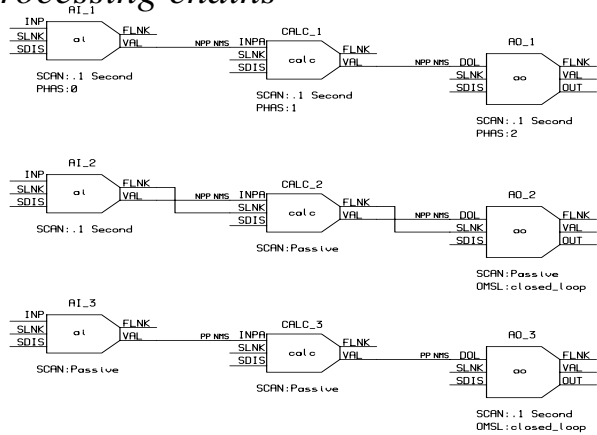 rocessing chains
AI_1
INP
SLNK
SDIS
ai
FLNK
VAL
SCAN:.1 Second
PHAS:0
NPP NMS
CALC_1
INPA
SLNK
SDIS
calc
FLNK
VAL
SCAN:.1 Second
PHAS:1
NPP NMS
AO_1
DOL
SLNK
SDIS
ao
FLNK
VAL
OUT
SCAN:.1 Second
PHAS:2
AI_2
INP
SLNK
SDIS
ai
FLNK
VAL
SCAN:.1 Second
NPP NMS
CALC_2
INPA
SLNK
SDIS
calc
FLNK
VAL
SCAN:Passive
NPP NMS
AO_2
DOL
SLNK
SDIS
ao
FLNK
VAL
OUT
SCAN:Passive
OMSL:closed_loop
AI_3
INP
SLNK
SDIS
ai
FLNK
VAL
SCAN:Passive
PP NMS
CALC_3
INPA
SLNK
SDIS
calc
FLNK
VAL
SCAN:Passive
PP NMS
AO_3
DOL
SLNK
SDIS
ao
FLNK
VAL
OUT
SCAN:.1 Second
OMSL:closed_loop